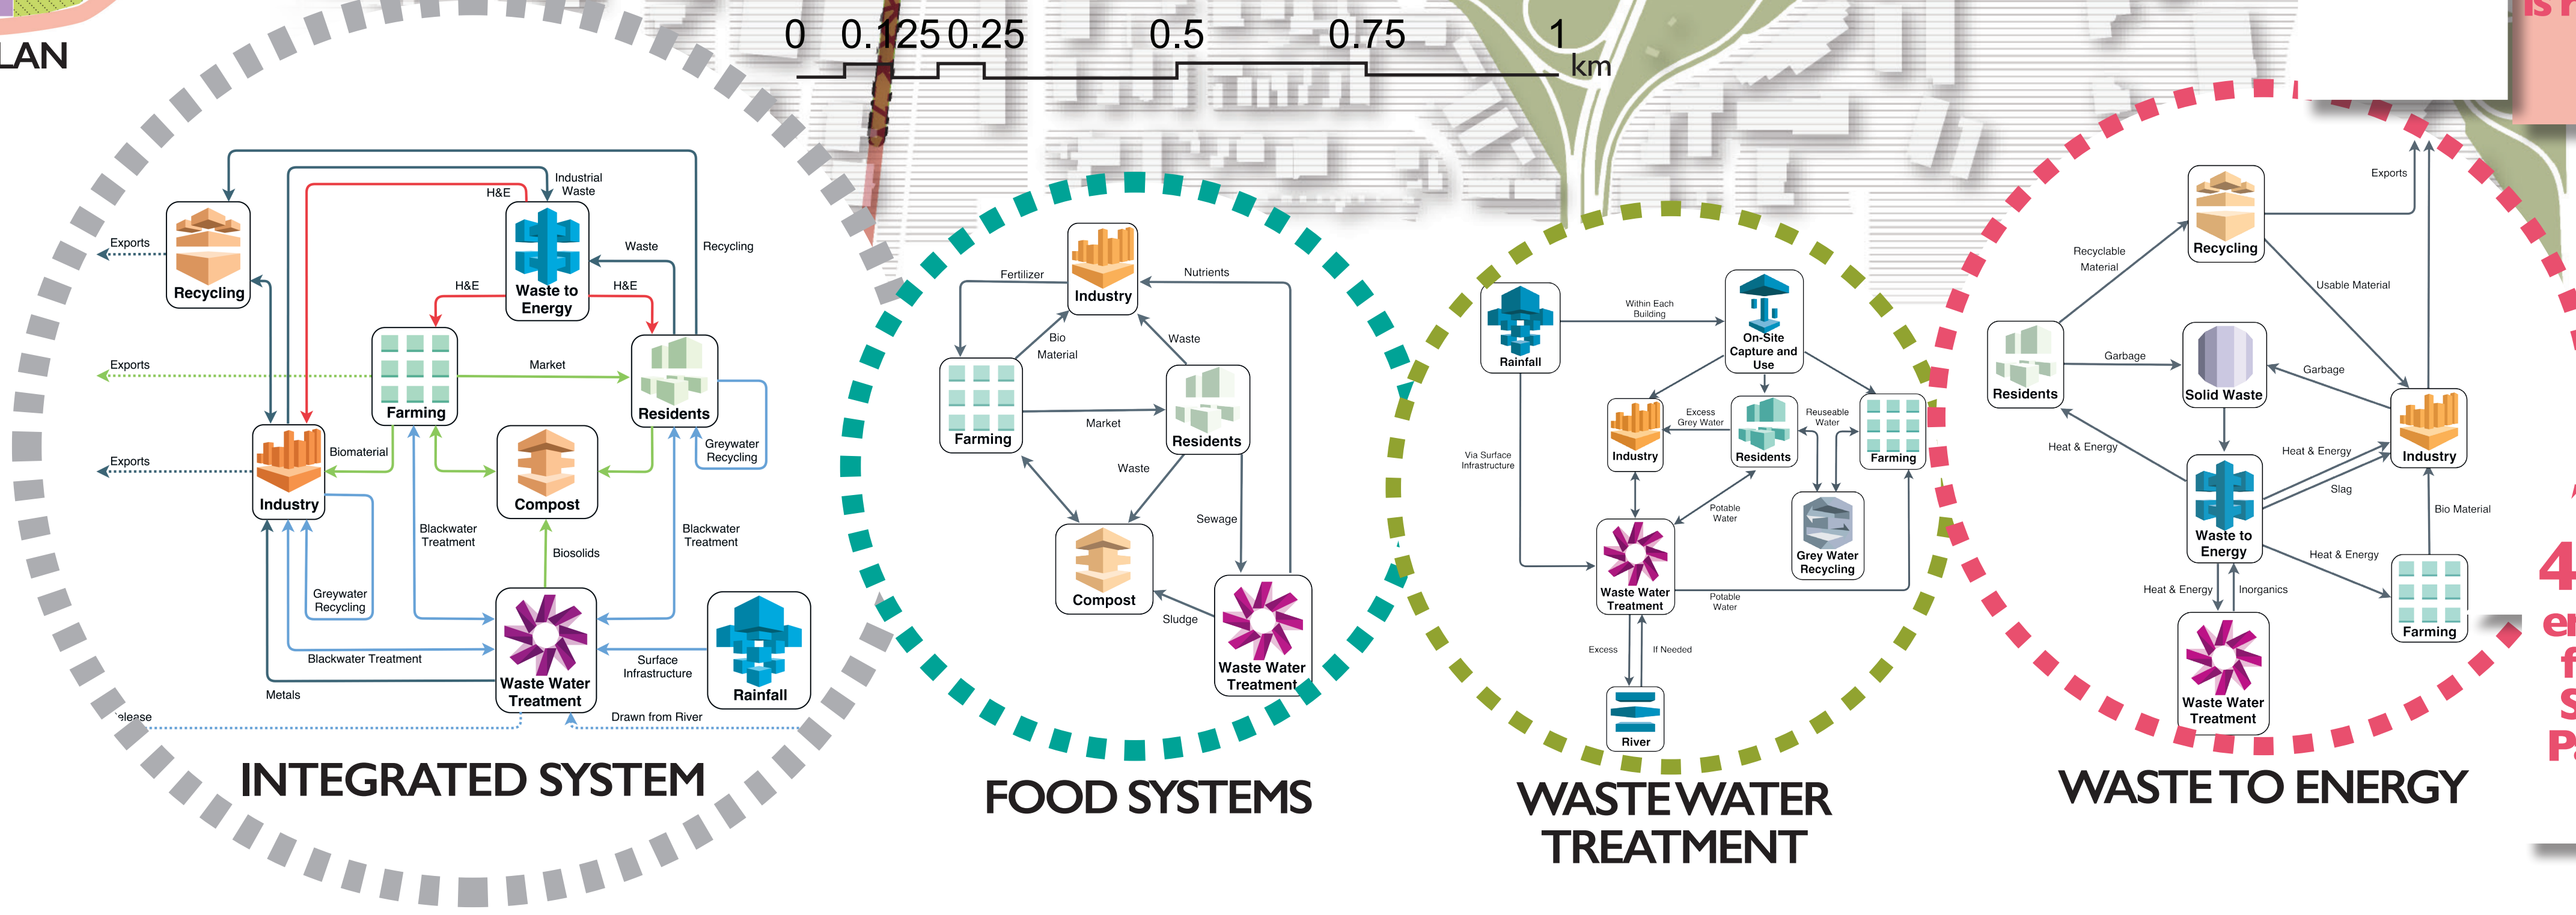 LAN
0 0.125 0.25 0.5 0.75 1
km
H&E
Industrial
Waste
Exports
Recycling
Waste to
Energy
Waste
Recycling
H&E
H&E
Exports
Farming
Market
Residents
Greywater
Recycling
Exports
Industry
Biomaterial
Compost
Blackwater
Treatment
Blackwater
Treatment
Biosolids
Greywater
Recycling
Blackwater Treatment
Metals
Waste Water
Treatment
Surface
Infrastructure
Rainfall
elease
Drawn from River
INTEGRATED SYSTEM
Fertilizer
Industry
Nutrients
Bio
Material
Waste
Farming
Market
Residents
Waste
Sewage
Compost
Sludge
Waste Water
Treatment
FOOD SYSTEMS
Rainfall
Within Each
Building
On-Site
Capture and
Use
Industry
Excess
Grey Water
Residents
Reuseable
Water
Farming
Via Surface
Infrastructure
Potable
Water
Grey Water
Recycling
Waste Water
Treatment
Potable
Water
Excess
If Needed
River
WASTE WATER
TREATMENT
Exports
Recycling
Recyclable
Material
Usable Material
Residents
Garbage
Solid Waste
Garbage
Industry
Heat & Energy
Heat & Energy
Slag
Waste to
Energy
Bio Material
Heat & Energy
Farming
Heat & Energy
Inorganics
Waste Water
Treatment
WASTE TO ENERGY
is r
4
er
f
S
Pa